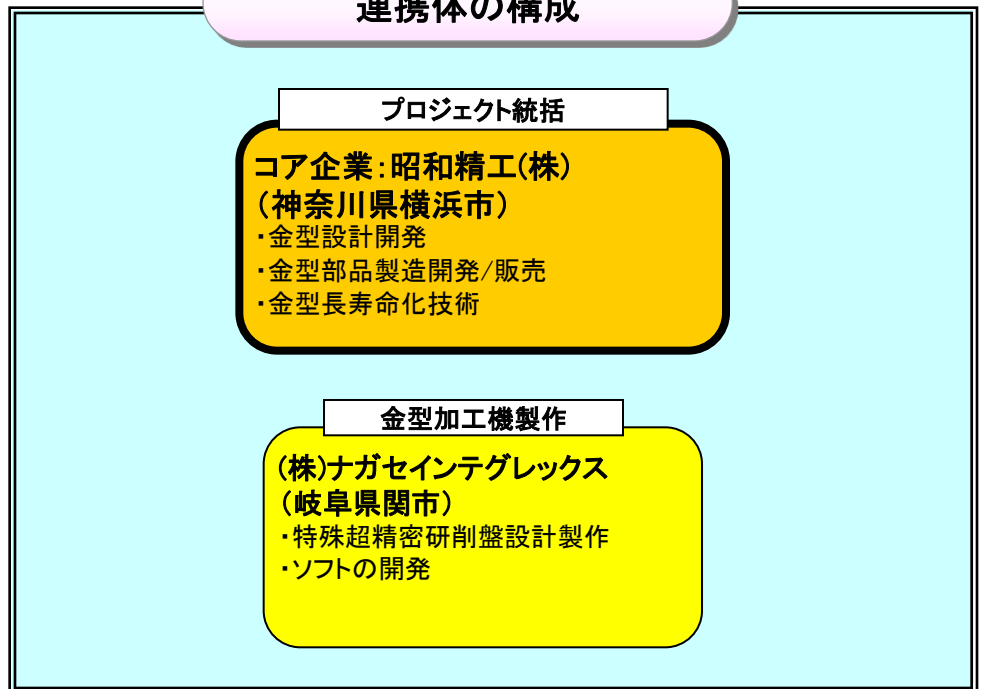 連携体の構成
プロジェクト統括
コア企業：昭和精工(株)
（神奈川県横浜市）
・金型設計開発
・金型部品製造開発/販売
・金型長寿命化技術
金型加工機製作
(株)ナガセインテグレックス
（岐阜県関市）
・特殊超精密研削盤設計製作
・ソフトの開発